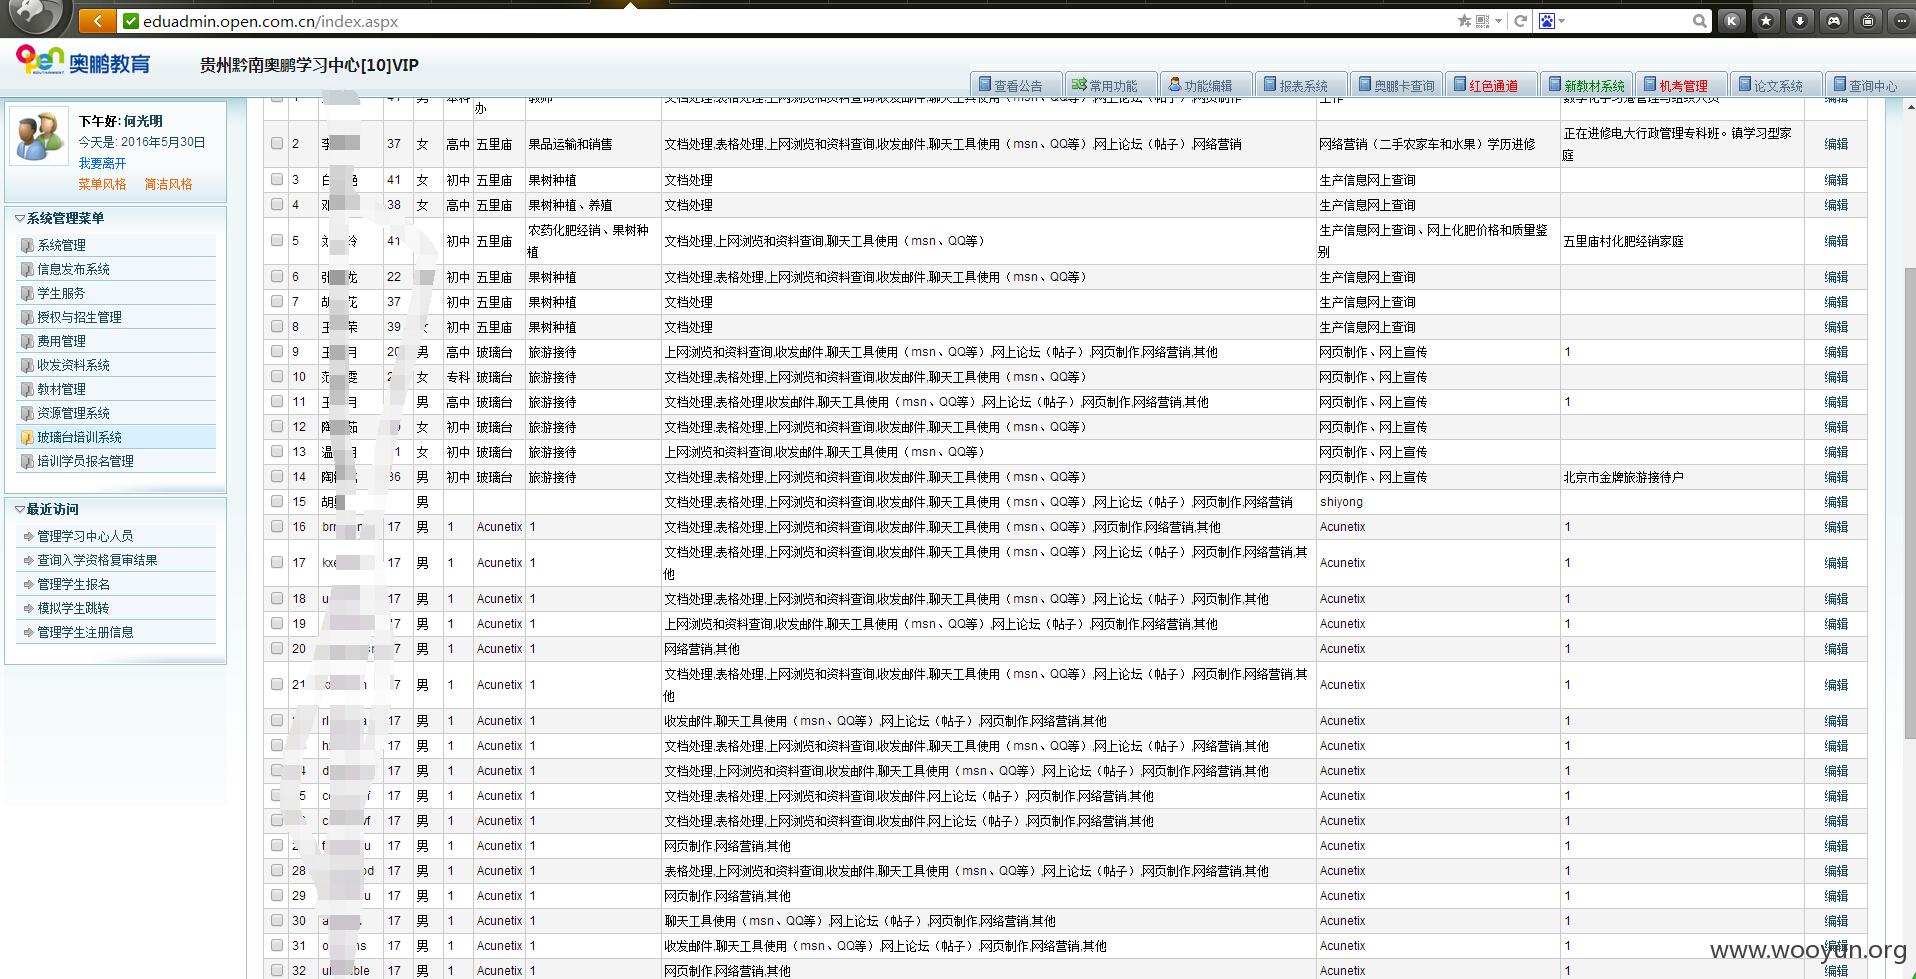 eduadmin.open.com.cn/index.aspx
open 奥鹏教育
贵州黔南奥鹏学习中心[10]VIP
查看公告 常用功能 功能编辑 报表系统 奥鹏卡查询 红色通道 新教材系统 机考管理 论文系统 查询中心
下午好:何光明
今天是: 2016年5月30日
我要离开
菜单风格 简洁风格
系统管理菜单
系统管理
信息发布系统
学生服务
授权与招生管理
费用管理
收发资料系统
教材管理
资源管理系统
玻璃台培训系统
培训学员报名管理
最近访问
管理学习中心人员
查询入学资格复审结果
管理学生报名
模拟学生跳转
管理学生注册信息
办
2 李 37 女 高中 五里庙 果品运输和销售 文档处理,表格处理,上网浏览和资料查询,收发邮件,聊天工具使用（msn、QQ等）,网上论坛（帖子）,网络营销 网络营销（二手农家车和水果）学历进修 正在进修电大行政管理专科班。镇学习型家
庭 编辑
3 41 女 初中 五里庙 果树种植 文档处理 生产信息网上查询 编辑
4 38 女 高中 五里庙 果树种植、养殖 文档处理 生产信息网上查询 编辑
5 41 初中 五里庙 农药化肥经销、果树种
植 文档处理,上网浏览和资料查询,聊天工具使用（msn、QQ等） 生产信息网上查询、网上化肥价格和质量鉴
别 五里庙村化肥经销家庭 编辑
6 张 龙 22 初中 五里庙 果树种植 文档处理,表格处理,上网浏览和资料查询,收发邮件,聊天工具使用（msn、QQ等） 生产信息网上查询 编辑
7 胡 花 37 初中 五里庙 果树种植 文档处理 生产信息网上查询 编辑
8 王 荣 39 女 初中 五里庙 果树种植 文档处理 生产信息网上查询 编辑
9 王 月 20 男 高中 玻璃台 旅游接待 上网浏览和资料查询,收发邮件,聊天工具使用（msn、QQ等）,网上论坛（帖子）,网页制作,网络营销,其他 网页制作、网上宣传 1 编辑
10 范 雯 2 女 专科 玻璃台 旅游接待 文档处理,表格处理,上网浏览和资料查询,收发邮件,聊天工具使用（msn、QQ等） 网页制作、网上宣传 编辑
11 王 月 男 高中 玻璃台 旅游接待 文档处理,表格处理,收发邮件,聊天工具使用（msn、QQ等）,网上论坛（帖子）,网页制作,网络营销,其他 网页制作、网上宣传 1 编辑
12 陶 茹 女 初中 玻璃台 旅游接待 文档处理,表格处理,上网浏览和资料查询,收发邮件,聊天工具使用（msn、QQ等） 网页制作、网上宣传 编辑
13 温 月 1 女 初中 玻璃台 旅游接待 上网浏览和资料查询,收发邮件,聊天工具使用（msn、QQ等） 网页制作、网上宣传 编辑
14 陶 36 男 初中 玻璃台 旅游接待 文档处理,表格处理,上网浏览和资料查询,收发邮件,聊天工具使用（msn、QQ等） 网页制作、网上宣传 北京市金牌旅游接待户 编辑
15 胡 男 文档处理,表格处理,上网浏览和资料查询,收发邮件,聊天工具使用（msn、QQ等）,网上论坛（帖子）,网页制作,网络营销 shiyong 编辑
16 17 男 1 Acunetix 1 文档处理,表格处理,上网浏览和资料查询,收发邮件,聊天工具使用（msn、QQ等）,网页制作,网络营销,其他 Acunetix 1 编辑
17 17 男 1 Acunetix 1 文档处理,表格处理,上网浏览和资料查询,收发邮件,聊天工具使用（msn、QQ等）,网上论坛（帖子）,网页制作,网络营销,其
他 Acunetix 1 编辑
18 17 男 1 Acunetix 1 文档处理,表格处理,上网浏览和资料查询,收发邮件,聊天工具使用（msn、QQ等）,网上论坛（帖子）,网页制作,其他 Acunetix 1 编辑
19 17 男 1 Acunetix 1 上网浏览和资料查询,收发邮件,聊天工具使用（msn、QQ等）,网上论坛（帖子）,网页制作,网络营销,其他 Acunetix 1 编辑
20 7 男 1 Acunetix 1 网络营销,其他 Acunetix 1 编辑
21 7 男 1 Acunetix 1 文档处理,表格处理,上网浏览和资料查询,收发邮件,聊天工具使用（msn、QQ等）,网上论坛（帖子）,网页制作,网络营销,其
他 Acunetix 1 编辑
17 男 1 Acunetix 1 收发邮件,聊天工具使用（msn、QQ等）,网上论坛（帖子）,网页制作,网络营销,其他 Acunetix 1 编辑
17 男 1 Acunetix 1 文档处理,表格处理,上网浏览和资料查询,收发邮件,聊天工具使用（msn、QQ等）,网上论坛（帖子）,网络营销,其他 Acunetix 1 编辑
4 17 男 1 Acunetix 1 文档处理,上网浏览和资料查询,收发邮件,聊天工具使用（msn、QQ等）,网上论坛（帖子）,网页制作,网络营销,其他 Acunetix 1 编辑
5 17 男 1 Acunetix 1 文档处理,表格处理,上网浏览和资料查询,收发邮件,网上论坛（帖子）,网页制作,网络营销,其他 Acunetix 1 编辑
17 男 1 Acunetix 1 文档处理,表格处理,上网浏览和资料查询,收发邮件,网上论坛（帖子）,网页制作,网络营销,其他 Acunetix 1 编辑
2 17 男 1 Acunetix 1 网页制作,网络营销,其他 Acunetix 1 编辑
28 17 男 1 Acunetix 1 表格处理,上网浏览和资料查询,收发邮件,聊天工具使用（msn、QQ等）,网上论坛（帖子）,网页制作,网络营销,其他 Acunetix 1 编辑
29 17 男 1 Acunetix 1 网页制作,网络营销,其他 Acunetix 1 编辑
30 17 男 1 Acunetix 1 聊天工具使用（msn、QQ等）,网上论坛（帖子）,网页制作,网络营销,其他 Acunetix 1 编辑
31 17 男 1 Acunetix 1 收发邮件,聊天工具使用（msn、QQ等）,网上论坛（帖子）,网页制作,网络营销,其他 Acunetix 1 编辑
32 17 男 1 Acunetix 1 网页制作,网络营销,其他 Acunetix 1 编辑
www.wooyun.org